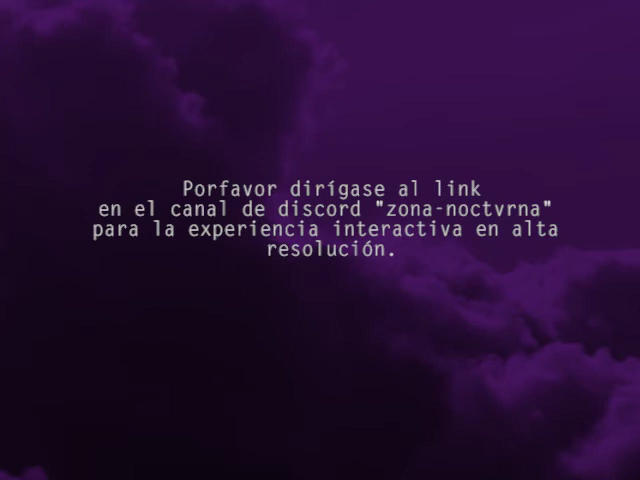 Porfavor dirígase al link
en el canal de discord "zona-noctvrna"
para la experiencia interactiva en alta
resolución.